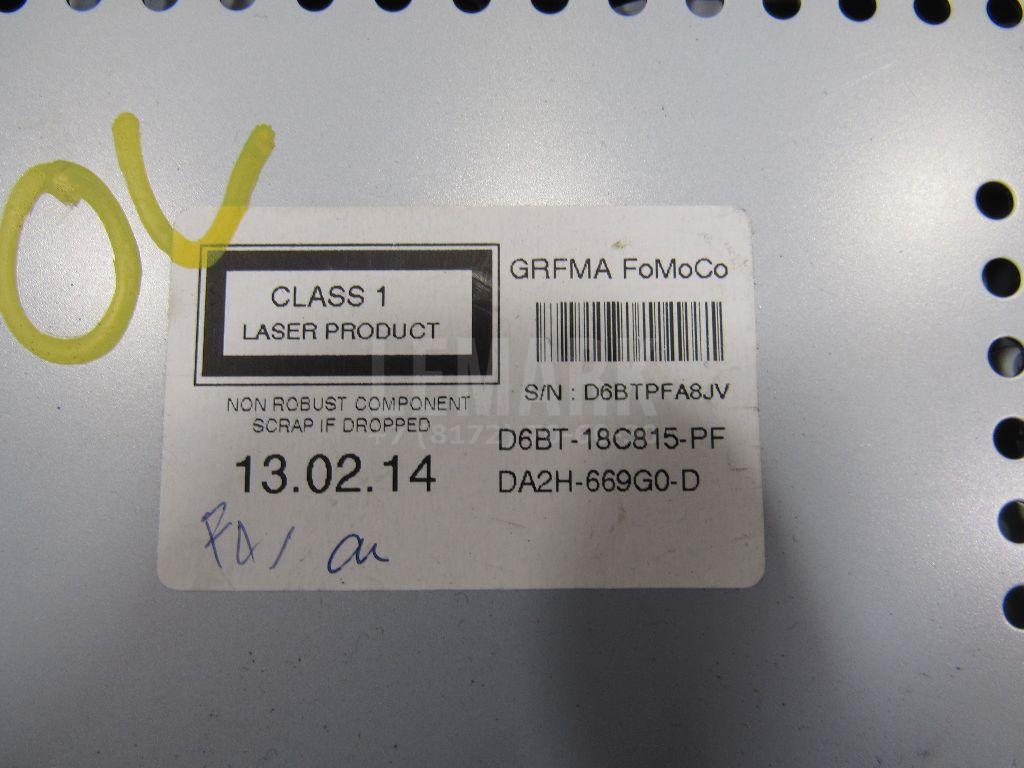 CLASS 1
LASER PRODUCT
NON ROBUST COMPONENT
SCRAP IF DROPPED
13.02.14
GRFMA FoMoCo
S/N : D6BTPFA8JV
D6BT-18C815-PF
DA2H-669G0-D
LEMARK